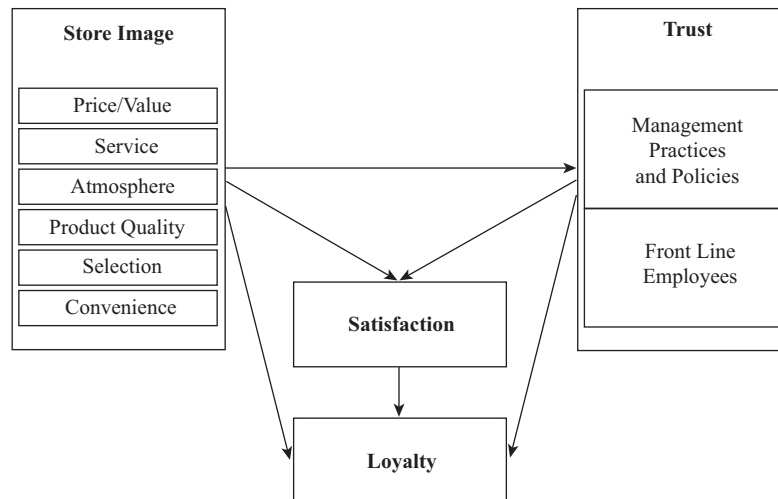 Store Image
Price/Value
Service
Atmosphere
Product Quality
Selection
Convenience
Trust
Management
Practices
and Policies
Front Line
Employees
Satisfaction
Loyalty